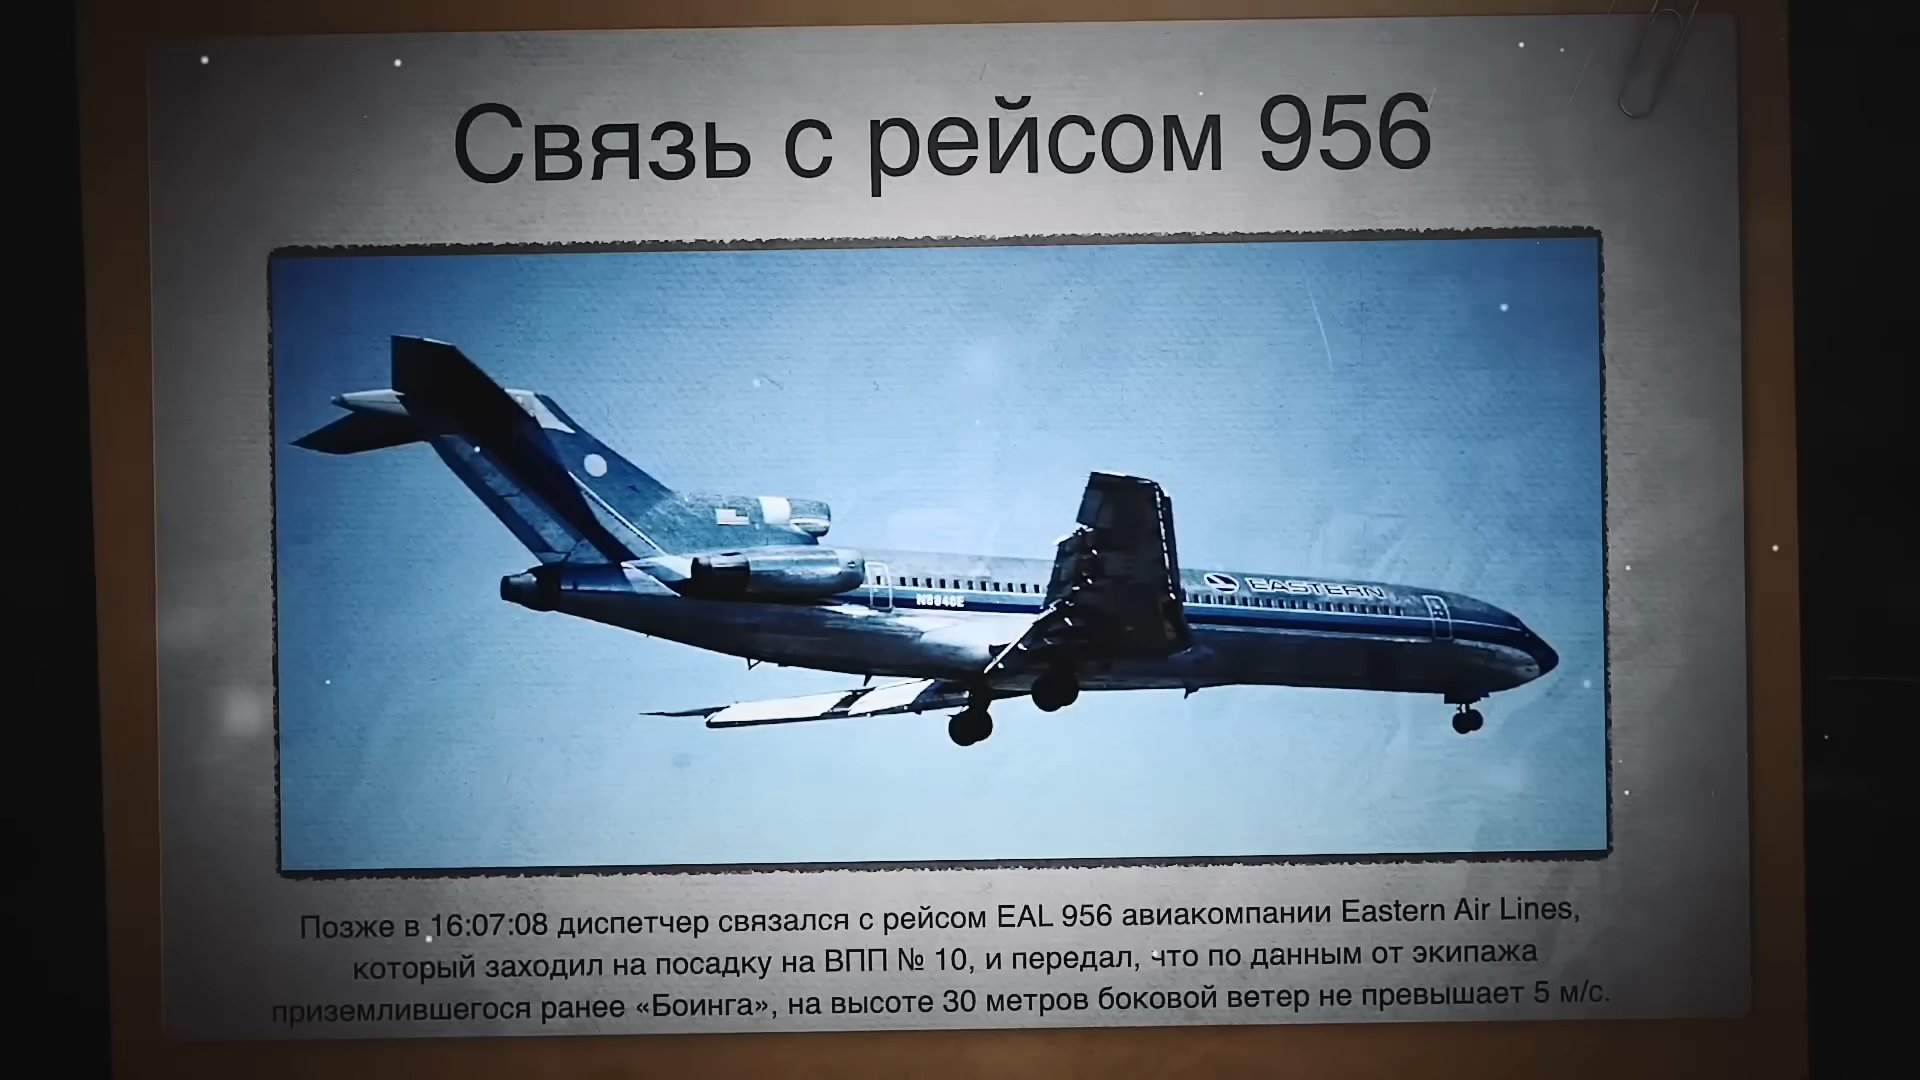 Связь с рейсом 956
EASTERN
Позже в 16:07:08 диспетчер связался с рейсом EAL 956 авиакомпании Eastern Air Lines,
который заходил на посадку на ВПП № 10, и передал, что по данным от экипажа
приземлившегося ранее «Боинга», на высоте 30 метров боковой ветер не превышает 5 м/с.